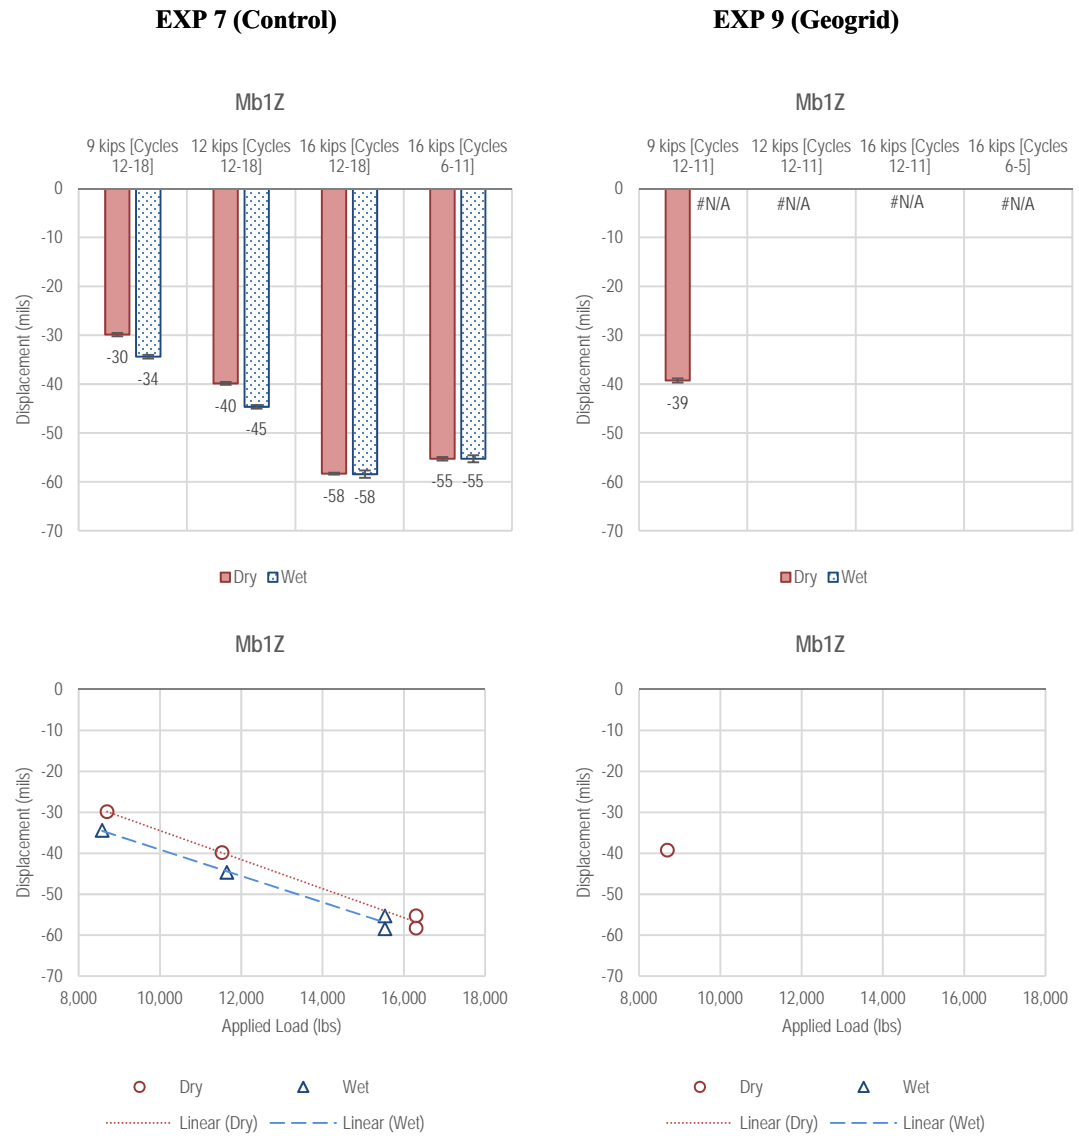 EXP 7 (Control)
EXP 9 (Geogrid)
Mb1Z
9 kips [Cycles
12-18]
12 kips [Cycles
12-18]
16 kips [Cycles
12-18]
16 kips [Cycles
6-11]
0
-10
-20
-30
-40
-50
-60
-70
Displacement (mils)
-30
-34
-40
-45
-58
-58
-55
-55
Dry
Wet
Mb1Z
9 kips [Cycles
12-11]
12 kips [Cycles
12-11]
16 kips [Cycles
12-11]
16 kips [Cycles
6-5]
0
-10
-20
-30
-40
-50
-60
-70
Displacement (mils)
#N/A
#N/A
#N/A
#N/A
-39
Dry
Wet
Mb1Z
0
-10
-20
-30
-40
-50
-60
-70
Displacement (mils)
8,000
10,000
12,000
14,000
16,000
18,000
Applied Load (lbs)
Dry
Wet
Linear (Dry)
Linear (Wet)
Mb1Z
0
-10
-20
-30
-40
-50
-60
-70
Displacement (mils)
8,000
10,000
12,000
14,000
16,000
18,000
Applied Load (lbs)
Dry
Wet
Linear (Dry)
Linear (Wet)